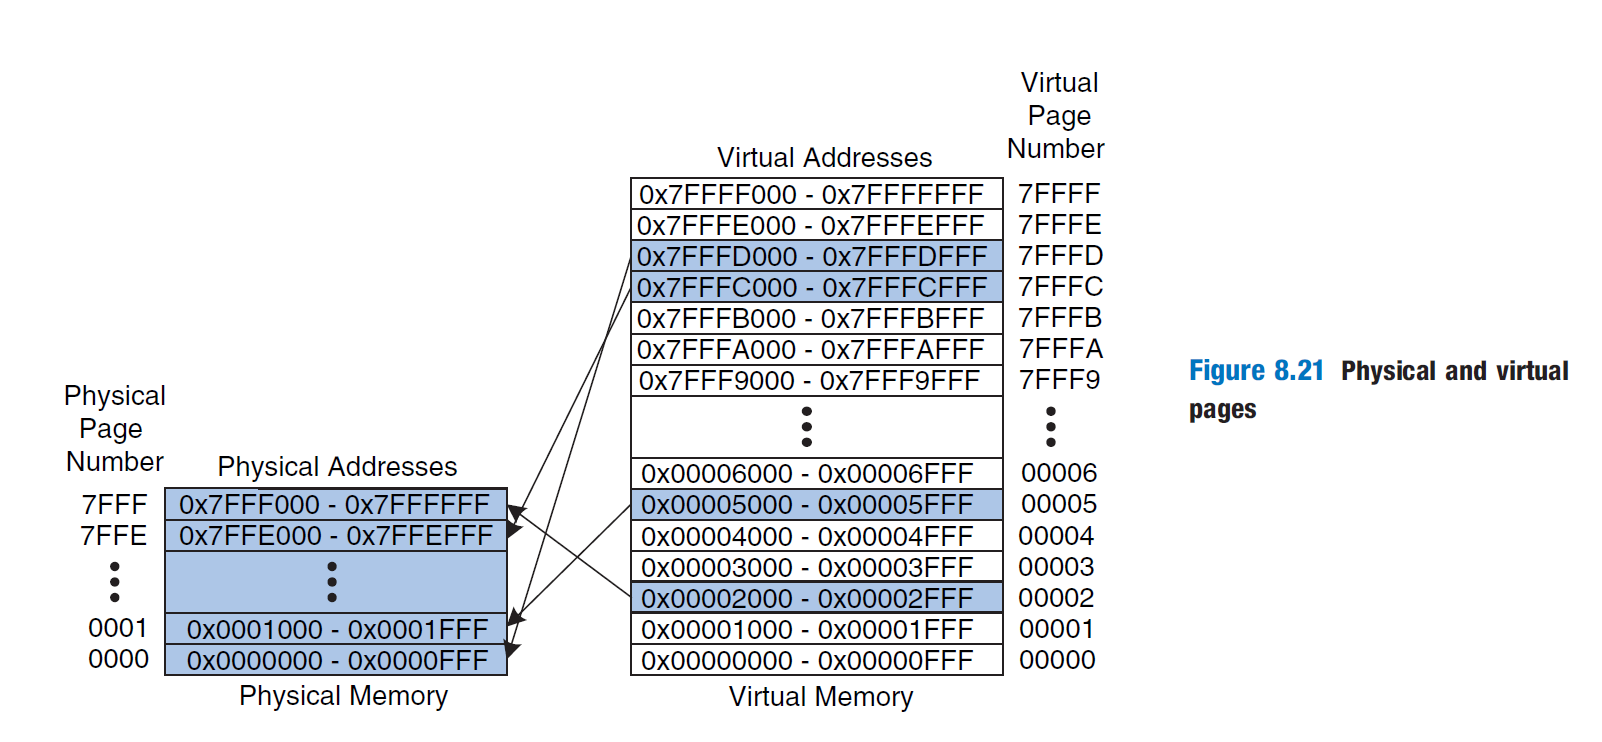 Virtual
Page
Number
Virtual Addresses
0x7FFFF000 - 0x7FFFFFFF 7FFFF
0x7FFFE000 - 0x7FFFEFFF 7FFFE
0x7FFFD000 - 0x7FFFDFFF 7FFFD
0x7FFFC000 - 0x7FFFCFFF 7FFFC
0x7FFFB000 - 0x7FFFBFFF 7FFFB
0x7FFFA000 - 0x7FFFAFFF 7FFFA
0x7FFF9000 - 0x7FFF9FFF 7FFF9
0x00006000 - 0x00006FFF 00006
0x00005000 - 0x00005FFF 00005
0x00004000 - 0x00004FFF 00004
0x00003000 - 0x00003FFF 00003
0x00002000 - 0x00002FFF 00002
0x00001000 - 0x00001FFF 00001
0x00000000 - 0x00000FFF 00000
Virtual Memory
Physical
Page
Number
Physical Addresses
7FFF 0x7FFF000 - 0x7FFFFFF
7FFE 0x7FFE000 - 0x7FFEFFF
0001 0x0001000 - 0x0001FFF
0000 0x0000000 - 0x0000FFF
Physical Memory
Figure 8.21 Physical and virtual
pages